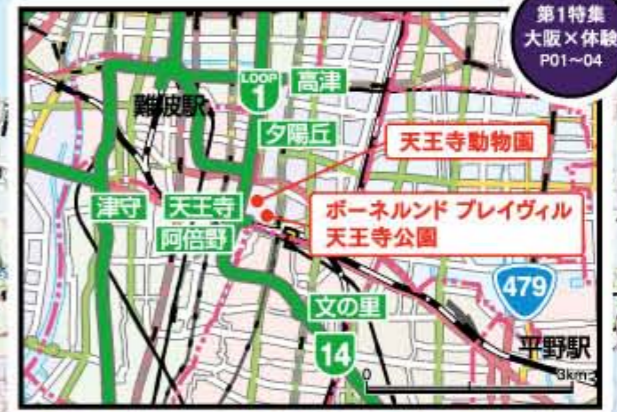 第1特集
大阪×体験
P01~04
LOOP
1
高津
難波駅
夕陽丘
天王寺動物園
津守
天王寺
阿倍野
ボーネルンド プレイヴィル
天王寺公園
479
文の里
14
平野駅
0
3km